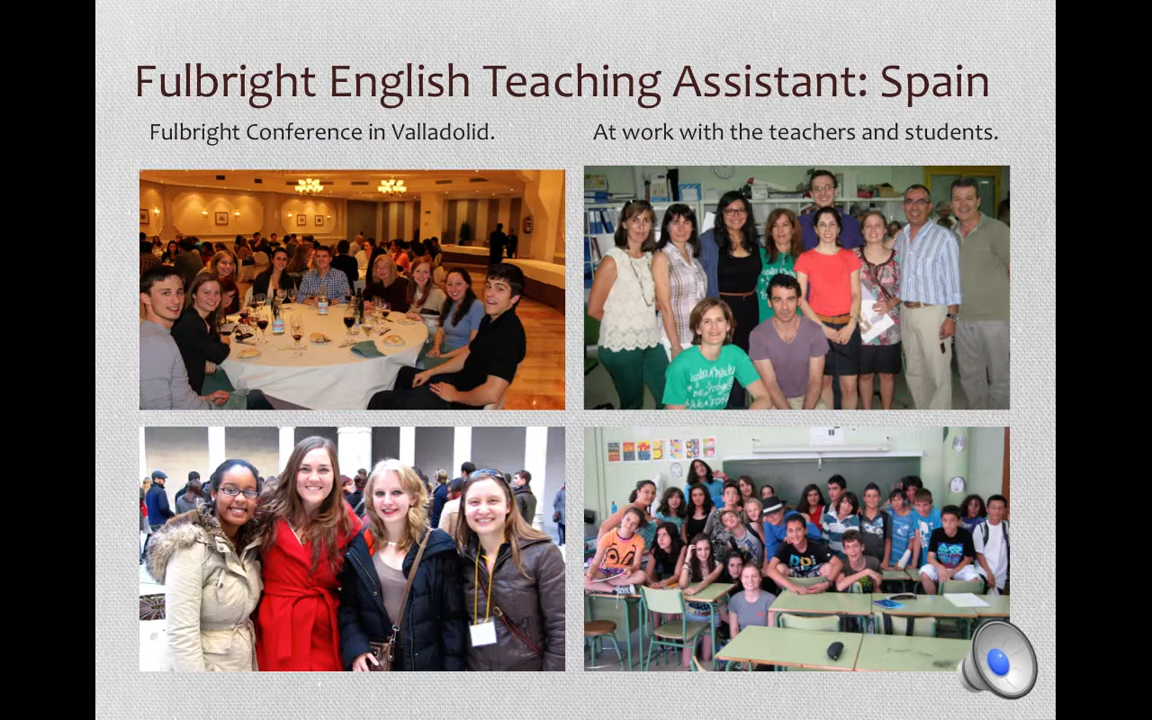 Fulbright English Teaching Assistant: Spain
Fulbright Conference in Valladolid.
At work with the teachers and students.